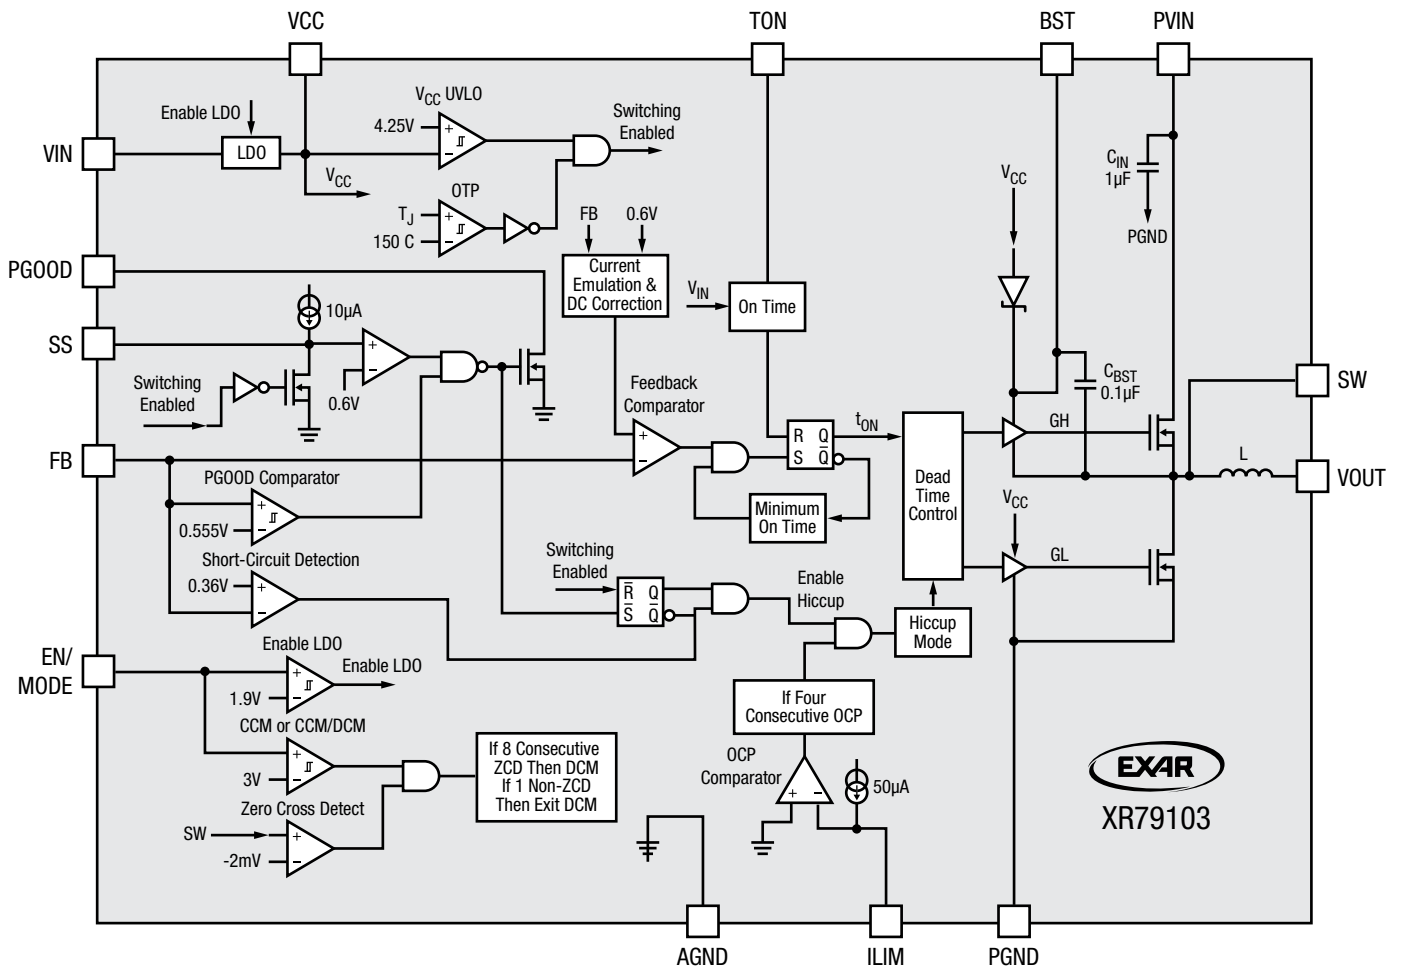 VCC
TON
BST
PVIN
Enable LDO
VIN
LDO
VCC
VCC UVLO
4.25V
+
−
Switching
Enabled
OTP
TJ
150 C
+
−
FB
0.6V
Current
Emulation &
DC Correction
VIN
On Time
VCC
CIN
1µF
PGND
PGOOD
SS
10µA
+
−
0.6V
Switching
Enabled
Feedback
Comparator
+
−
R Q
S Q
tON
Dead
Time
Control
CBST
0.1µF
GH
SW
L
VOUT
FB
PGOOD Comparator
+
0.555V
−
Minimum
On Time
VCC
GL
Short-Circuit Detection
0.36V
+
−
Switching
Enabled
R Q
S Q
Enable
Hiccup
Hiccup
Mode
EN/
MODE
Enable LDO
+
1.9V
−
Enable LDO
CCM or CCM/DCM
+
3V
−
If 8 Consecutive
ZCD Then DCM
If 1 Non-ZCD
Then Exit DCM
Zero Cross Detect
SW
+
-2mV
−
If Four
Consecutive OCP
OCP
Comparator
+ −
50µA
EXAR
XR79103
AGND
ILIM
PGND